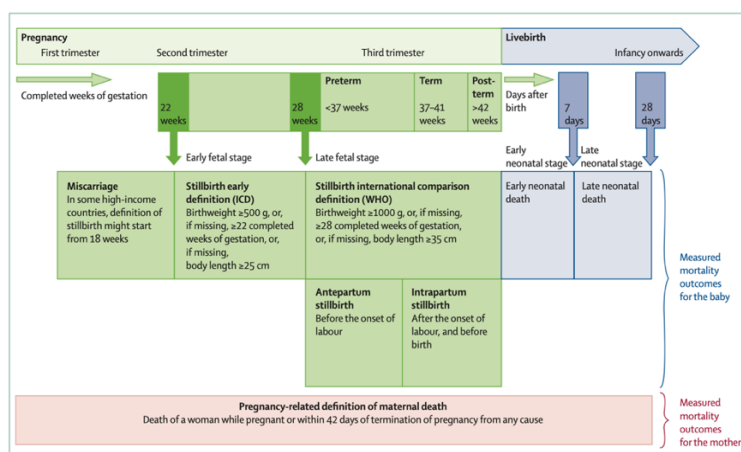 Pregnancy
Livebirth
First trimester
Second trimester
Third trimester
Infancy onwards
Completed weeks of gestation
22
weeks
28
weeks
Preterm
<37 weeks
Term
37–41
weeks
Post-
term
>42
weeks
Days after
birth
7
days
28
days
Early fetal stage
Late fetal stage
Early
neonatal stage
Late
neonatal stage
Miscarriage
In some high-income
countries, definition of
stillbirth might start
from 18 weeks
Stillbirth early
definition (ICD)
Birthweight ≥500 g, or,
if missing, ≥22 completed
weeks of gestation, or,
if missing,
body length ≥25 cm
Stillbirth international comparison
definition (WHO)
Birthweight ≥1000 g, or, if missing,
≥28 completed weeks of gestation,
or, if missing, body length ≥35 cm
Early neonatal
death
Late neonatal
death
Antepartum
stillbirth
Before the onset of
labour
Intrapartum
stillbirth
After the onset of
labour, and before
birth
Measured
mortality
outcomes
for the baby
Pregnancy-related definition of maternal death
Death of a woman while pregnant or within 42 days of termination of pregnancy from any cause
Measured
mortality
outcomes
for the mother